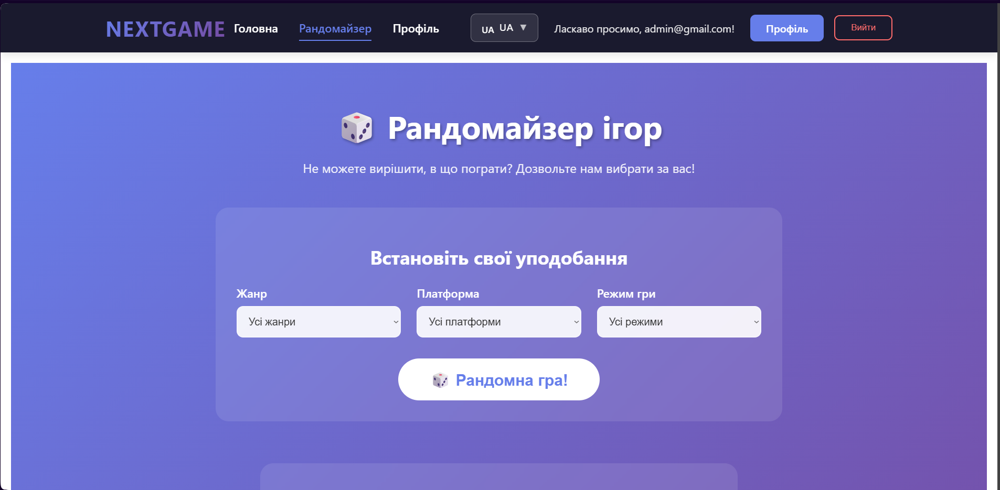 NEXTGAME Головна Рандомайзер Профіль UA UA ▼ Ласкаво просимо, admin@gmail.com! Профіль Вийти
Рандомайзер ігор
Не можете вирішити, в що пограти? Дозвольте нам вибрати за вас!
Встановіть свої уподобання
Жанр Платформа Режим гри
Усі жанри Усі платформи Усі режими
Рандомна гра!